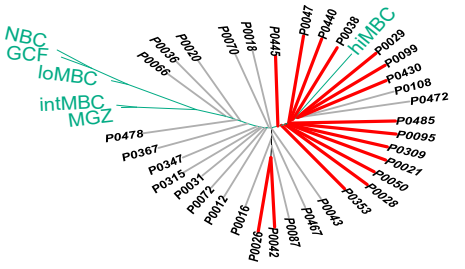 NBC
GCF
loMBC
intMBC
MGZ
hiMBC
P0066
P0036
P0020
P0070
P0018
P0445
P0047
P0440
P0038
P0029
P0099
P0430
P0108
P0472
P0485
P0095
P0309
P0021
P0050
P0028
P0353
P0043
P0467
P0087
P0042
P0026
P0016
P0012
P0072
P0031
P0315
P0347
P0367
P0478